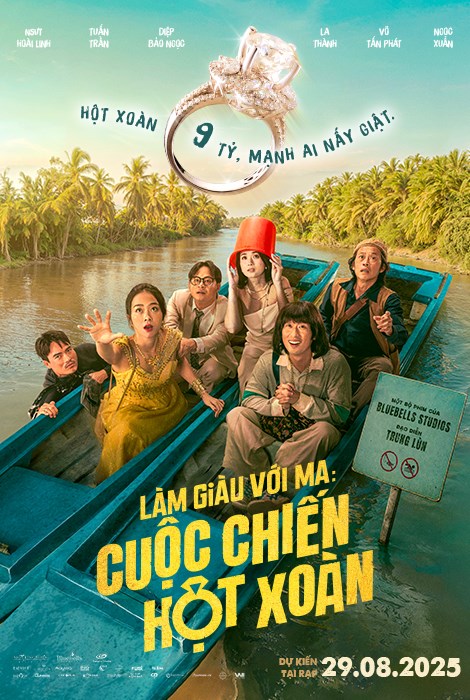 NSƯT
HOÀI LINH
TUẤN
TRẦN
DIỆP
BẢO NGỌC
LA
THÀNH
VÕ
TẤN PHÁT
NGỌC
XUÂN
HỘT XOÀN
9 TỶ, MẠNH AI NẤY GIẬT.
MỘT BỘ PHIM CỦA
BLUEBELLS STUDIOS
ĐẠO DIỄN
TRUNG LÙN
LÀM GIÀU VỚI MA:
CUỘC CHIẾN
HỘT XOÀN
DỰ KIẾN
TẠI RẠP
29.08.2025